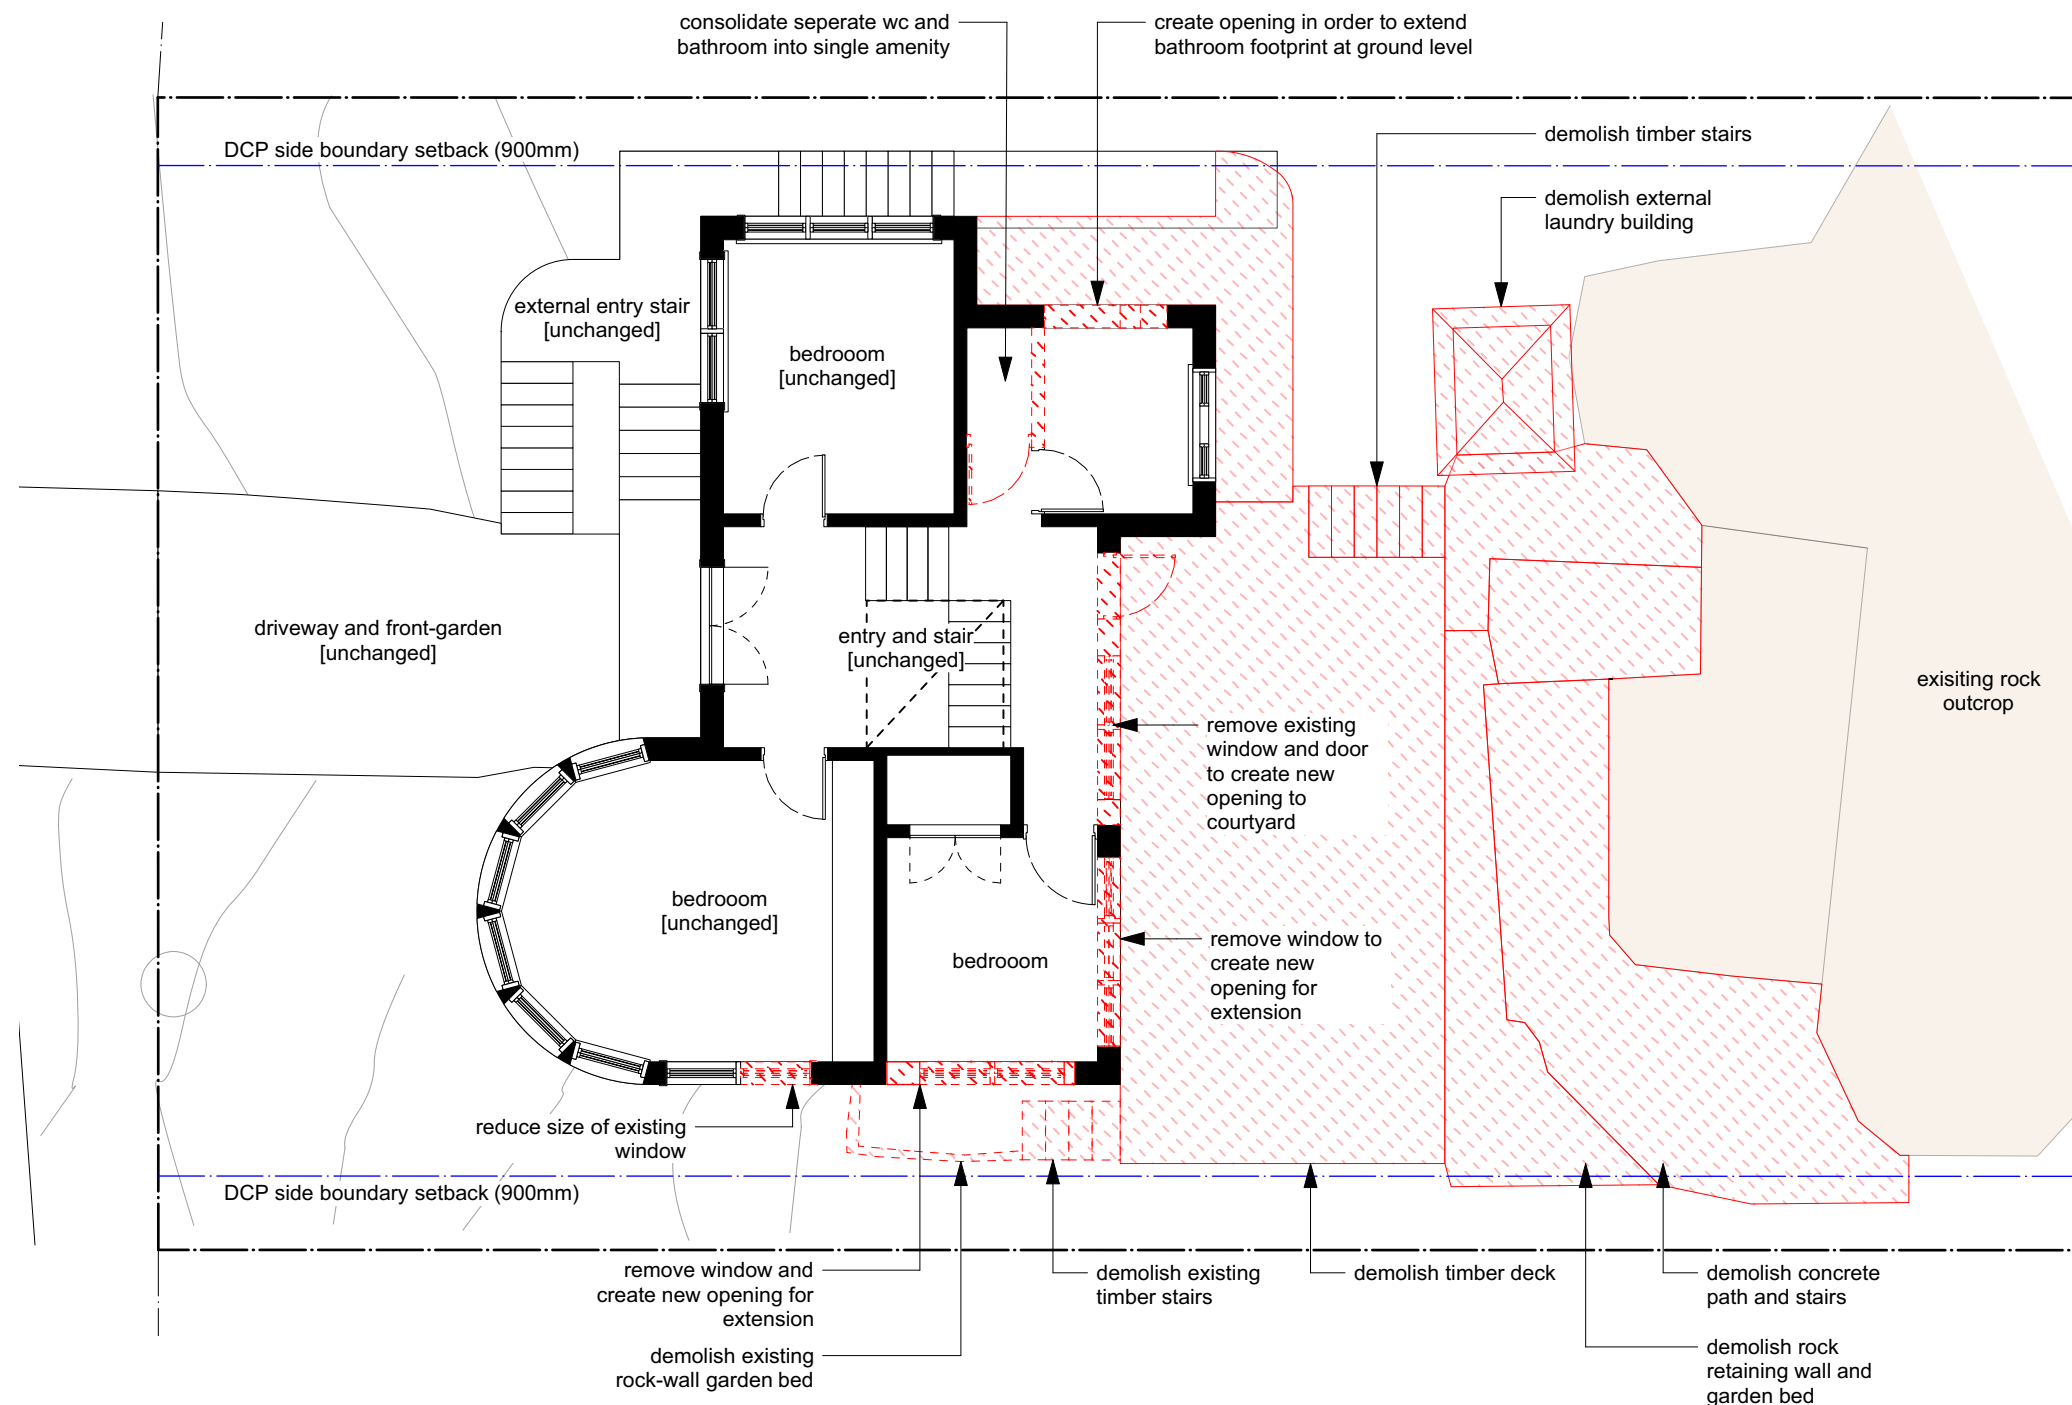 consolidate seperate wc and
bathroom into single amenity
create opening in order to extend
bathroom footprint at ground level
demolish timber stairs
DCP side boundary setback (900mm)
demolish external
laundry building
external entry stair
[unchanged]
bedrooom
[unchanged]
driveway and front-garden
[unchanged]
entry and stair
[unchanged]
exisiting rock
outcrop
remove existing
window and door
to create new
opening to
courtyard
bedrooom
[unchanged]
bedrooom
remove window to
create new
opening for
extension
reduce size of existing
window
DCP side boundary setback (900mm)
remove window and
create new opening for
extension
demolish existing
timber stairs
demolish timber deck
demolish concrete
path and stairs
demolish existing
rock-wall garden bed
demolish rock
retaining wall and
garden bed